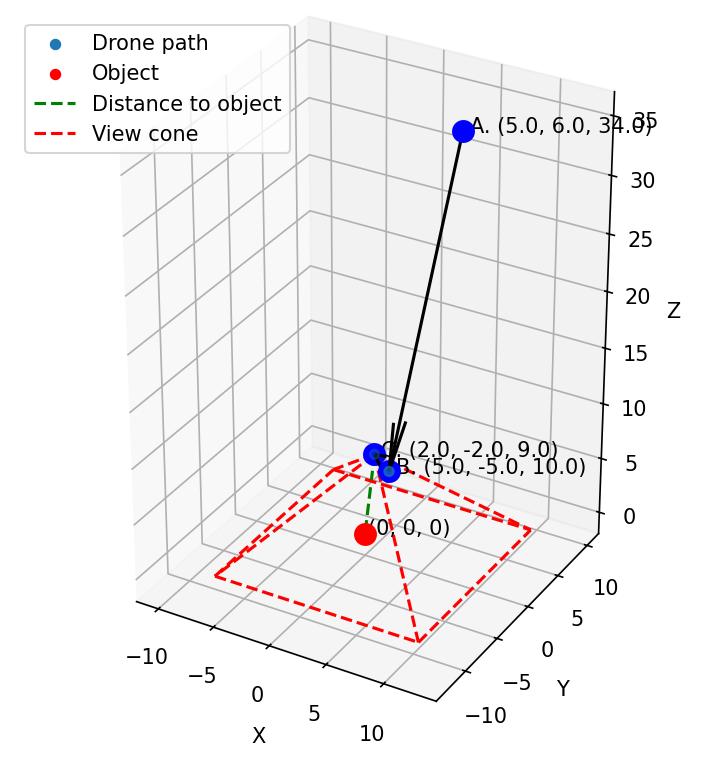 Drone path
Object
Distance to object
View cone
A. (5.0, 6.0, 34.0)
35
30
25
20
Z
15
10
C. (2.0, -2.0, 9.0)
5
B. (5.0, -5.0, 10.0)
(0, 0, 0)
0
10
5
0
−5
Y
−10
−10
−5
0
5
10
X